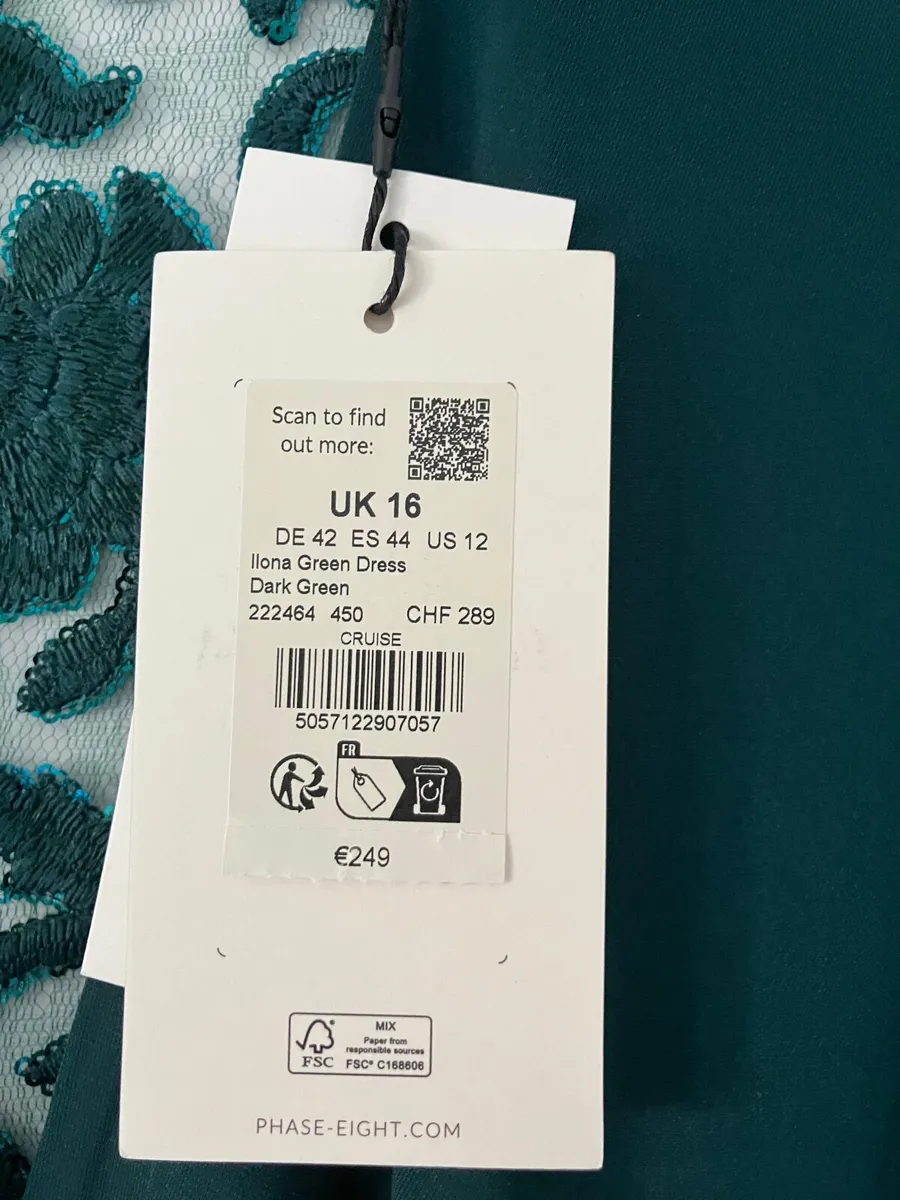 Scan to find
out more:
UK 16
DE 42 ES 44 US 12
Ilona Green Dress
Dark Green
222464 450 CHF 289
CRUISE
5057122907057
FR
€249
MIX
Paper from
responsible sources
FSC FSC® C168606
PHASE-EIGHT.COM